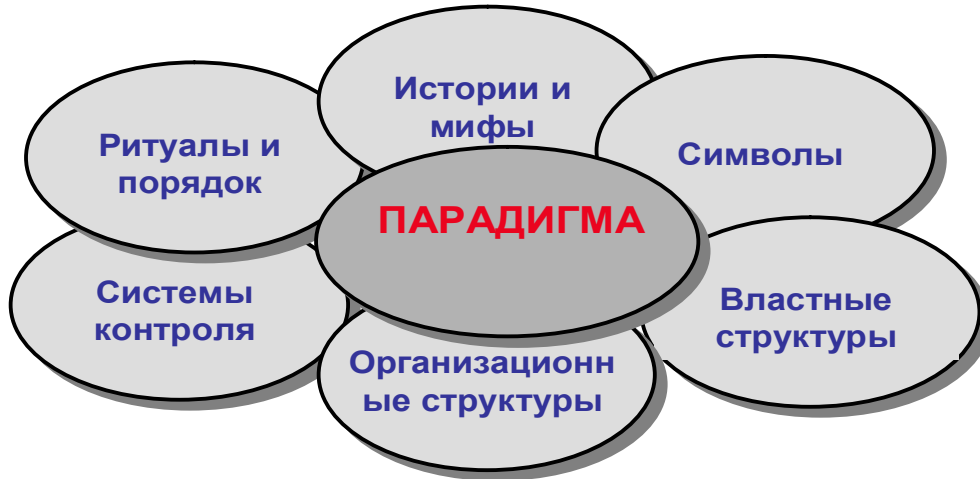 Истории и
мифы
Ритуалы и
порядок
Символы
ПАРАДИГМА
Системы
контроля
Властные
структуры
Организационн
ые структуры